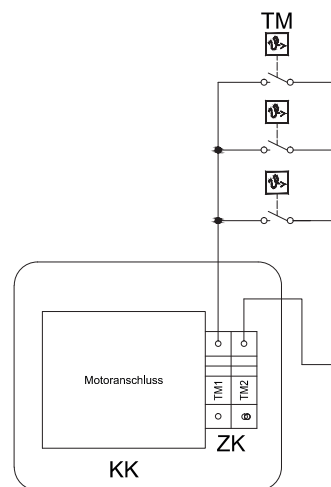 TM
ϑ>
ϑ>
ϑ>
Motoranschluss
TM1
TM2
ZK
KK